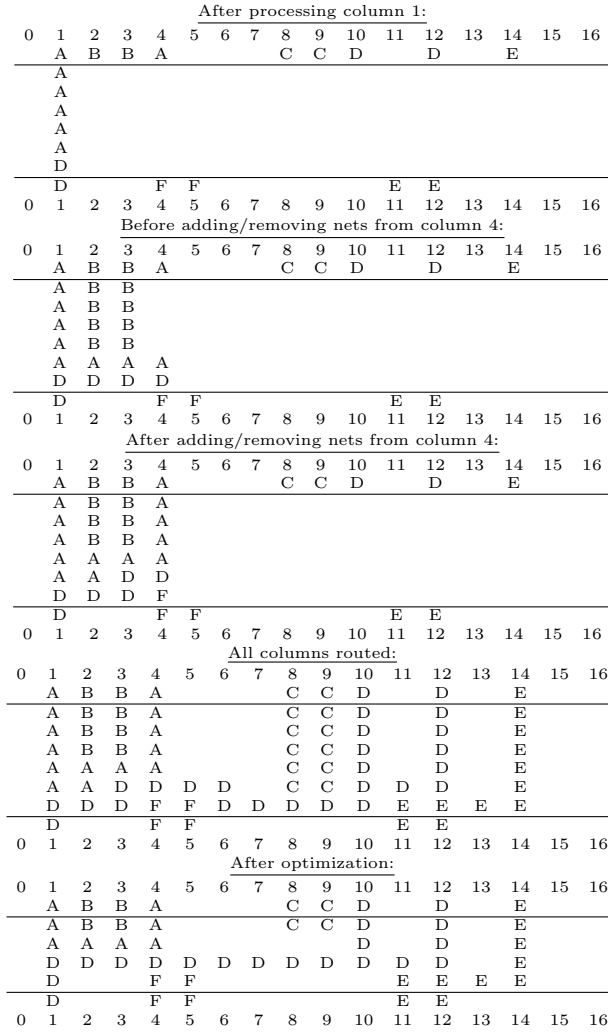 After processing column 1:
0 1 2 3 4 5 6 7 8 9 10 11 12 13 14 15 16
A B B A C C D D E
A
A
A
A
A
D
D F F E E
0 1 2 3 4 5 6 7 8 9 10 11 12 13 14 15 16
Before adding/removing nets from column 4:
0 1 2 3 4 5 6 7 8 9 10 11 12 13 14 15 16
A B B A C C D D E
A B B
A B B
A B B
A B B
A A A A
D D D D
D F F E E
0 1 2 3 4 5 6 7 8 9 10 11 12 13 14 15 16
After adding/removing nets from column 4:
0 1 2 3 4 5 6 7 8 9 10 11 12 13 14 15 16
A B B A C C D D E
A B B A
A B B A
A B B A
A A A A
A A D D
D D D F
D F F E E
0 1 2 3 4 5 6 7 8 9 10 11 12 13 14 15 16
All columns routed:
0 1 2 3 4 5 6 7 8 9 10 11 12 13 14 15 16
A B B A C C D D E
A B B A C C D D E
A B B A C C D D E
A B B A C C D D E
A A A A C C D D E
A A D D D D C C D D D E
D D D F F D D D D D E E E E
D F F E E
0 1 2 3 4 5 6 7 8 9 10 11 12 13 14 15 16
After optimization:
0 1 2 3 4 5 6 7 8 9 10 11 12 13 14 15 16
A B B A C C D D E
A B B A C C D D E
A A A A D D E
D D D D D D D D D D D D E
D F F E E E E
D F F E E
0 1 2 3 4 5 6 7 8 9 10 11 12 13 14 15 16